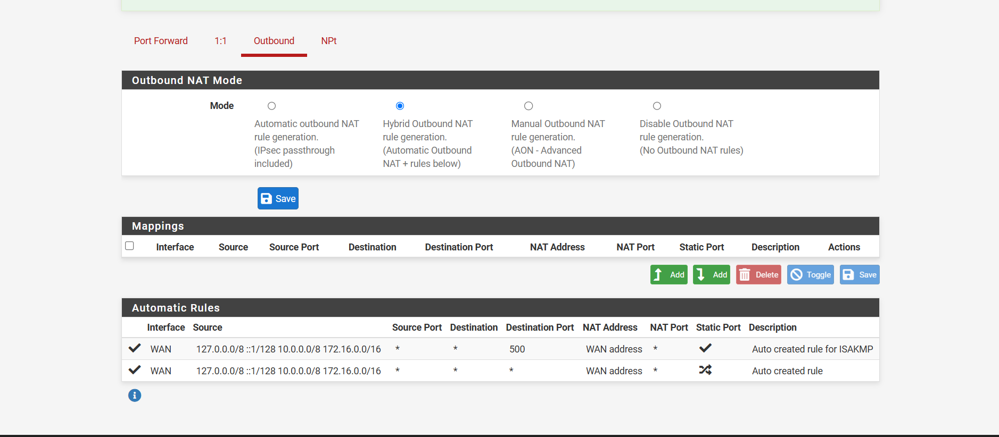 Port Forward 1:1 Outbound NPt
Outbound NAT Mode
Mode
Automatic outbound NAT
rule generation.
(IPsec passthrough
included)
Hybrid Outbound NAT
rule generation.
(Automatic Outbound
NAT + rules below)
Manual Outbound NAT
rule generation.
(AON - Advanced
Outbound NAT)
Disable Outbound NAT
rule generation.
(No Outbound NAT rules)
Save
Mappings
Interface Source Source Port Destination Destination Port NAT Address NAT Port Static Port Description Actions
Add Add Delete Toggle Save
Automatic Rules
Interface Source Source Port Destination Destination Port NAT Address NAT Port Static Port Description
WAN 127.0.0.0/8 ::1/128 10.0.0.0/8 172.16.0.0/16 * * 500 WAN address * Auto created rule for ISAKMP
WAN 127.0.0.0/8 ::1/128 10.0.0.0/8 172.16.0.0/16 * * * WAN address * Auto created rule